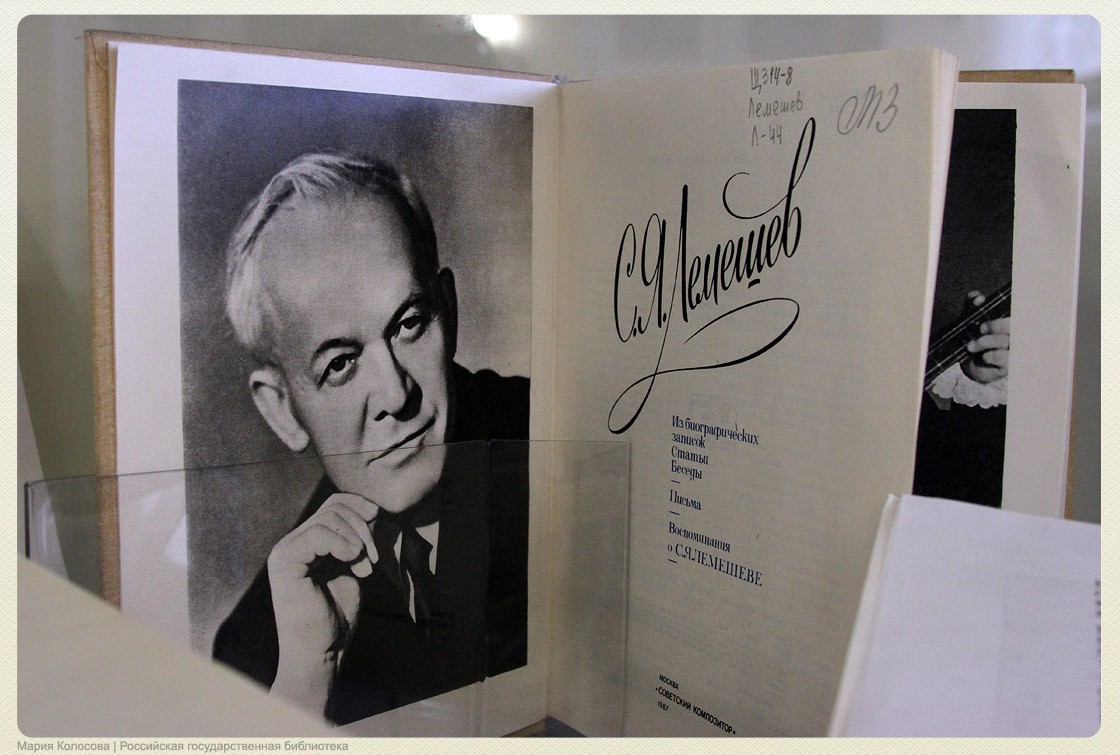 Щ314-8
Лемешев
Л-44
С.Я.Лемешев
Из биографических
записок
Статьи
Беседы
—
Письма
—
Воспоминания
о С.Я.ЛЕМЕШЕВЕ
—
МОСКВА
«СОВЕТСКИЙ КОМПОЗИТОР»
1987
Мария Колосова | Российская государственная библиотека